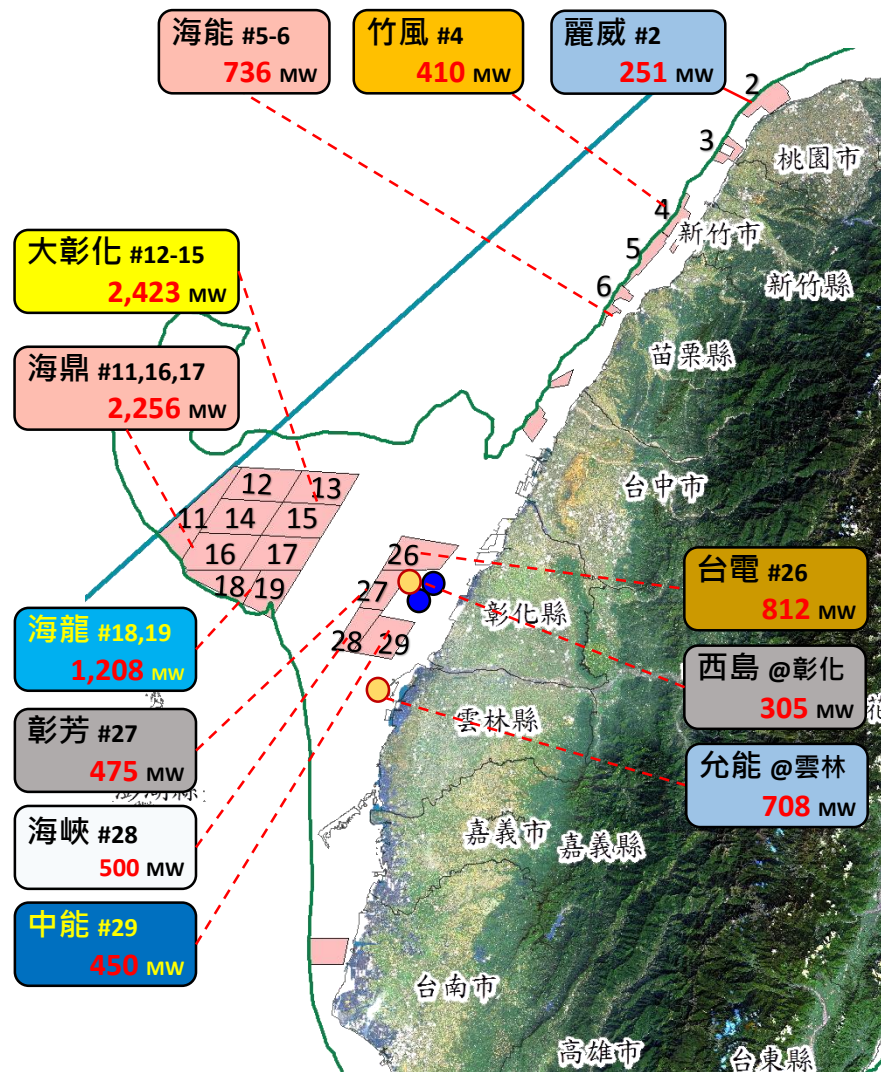 海能 #5-6
736 MW
竹風 #4
410 MW
麗威 #2
251 MW
2
3
桃園市
4
新竹市
5
新竹縣
6
大彰化 #12-15
2,423 MW
苗栗縣
海鼎 #11,16,17
2,256 MW
台中市
12
13
11
14
15
16
17
18
19
26
27
28
29
彰化縣
台電 #26
812 MW
海龍 #18,19
1,208 MW
西島 @彰化
305 MW
雲林縣
花
彰芳 #27
475 MW
允能 @雲林
708 MW
海峽 #28
500 MW
嘉義市
嘉義縣
中能 #29
450 MW
台南市
高雄市
台東縣